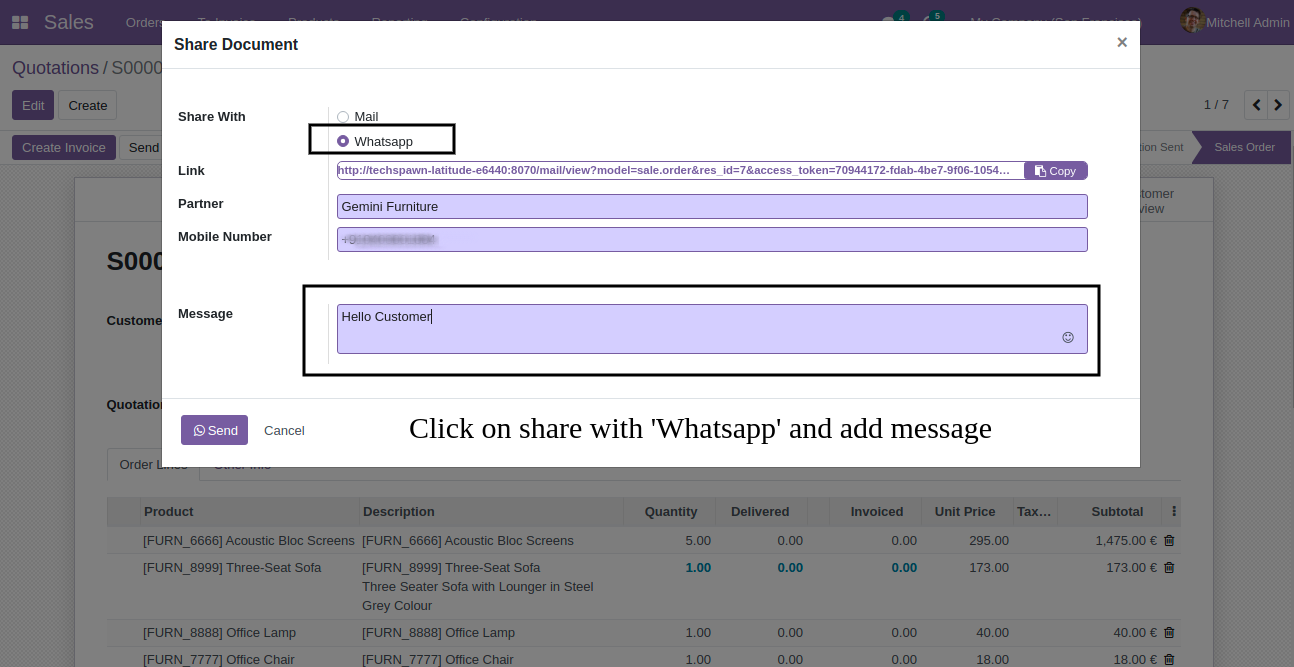 Sales
Orders
To Invoice
Products
Reporting
Configuration
4
5
My Company (San Francisco)
Mitchell Admin
Share Document
×
Quotations / S0000
Edit
Create
1 / 7
Create Invoice
Send
Sent
Sales Order
Share With
Mail
Whatsapp
Link
http://techspawn-latitude-e6440:8070/mail/view?model=sale.order&res_id=7&access_token=70944172-fdab-4be7-9f06-1054…
Copy
Partner
Gemini Furniture
Mobile Number
Message
Hello Customer
Send
Cancel
Click on share with 'Whatsapp' and add message
Order Lines
Other Info
Product
Description
Quantity
Delivered
Invoiced
Unit Price
Tax…
Subtotal
[FURN_6666] Acoustic Bloc Screens
[FURN_6666] Acoustic Bloc Screens
5.00
0.00
0.00
295.00
1,475.00 €
[FURN_8999] Three-Seat Sofa
[FURN_8999] Three-Seat Sofa
Three Seater Sofa with Lounger in Steel
Grey Colour
1.00
0.00
0.00
173.00
173.00 €
[FURN_8888] Office Lamp
[FURN_8888] Office Lamp
1.00
0.00
0.00
40.00
40.00 €
[FURN_7777] Office Chair
[FURN_7777] Office Chair
1.00
0.00
0.00
18.00
18.00 €